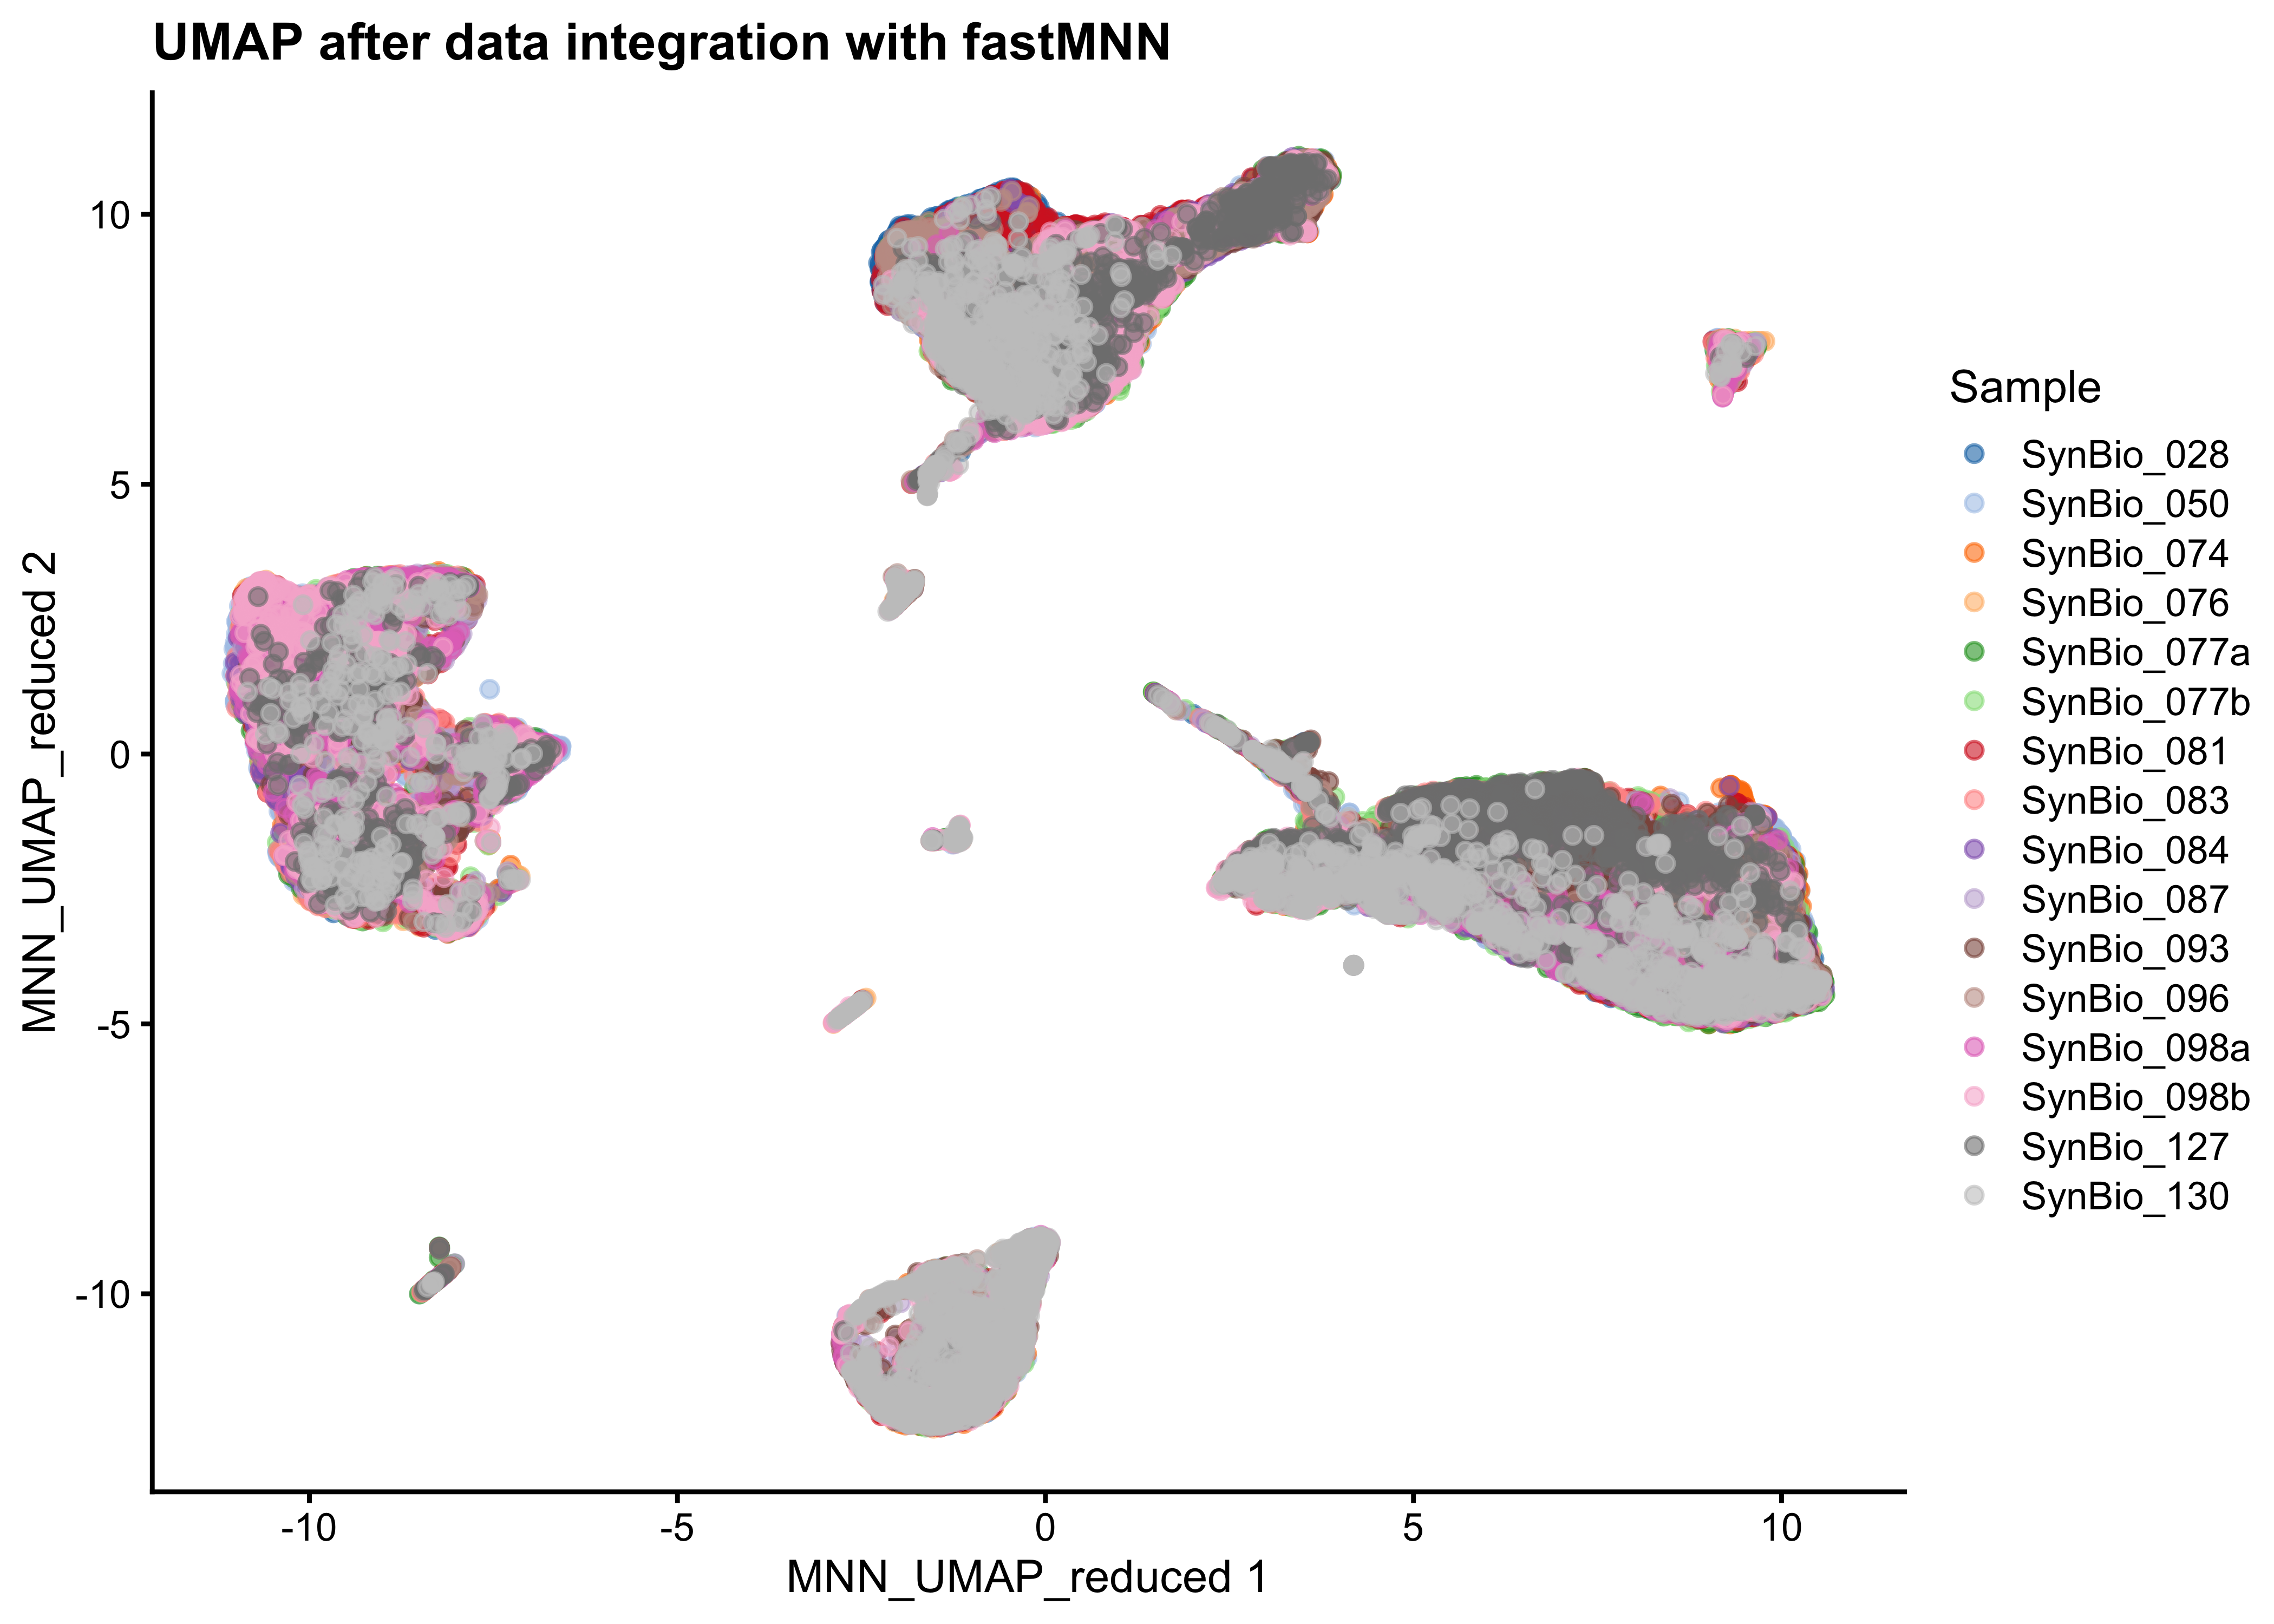 UMAP after data integration with fastMNN
MNN_UMAP_reduced 2
10
5
0
-5
-10
-10
-5
0
5
10
MNN_UMAP_reduced 1
Sample
SynBio_028
SynBio_050
SynBio_074
SynBio_076
SynBio_077a
SynBio_077b
SynBio_081
SynBio_083
SynBio_084
SynBio_087
SynBio_093
SynBio_096
SynBio_098a
SynBio_098b
SynBio_127
SynBio_130